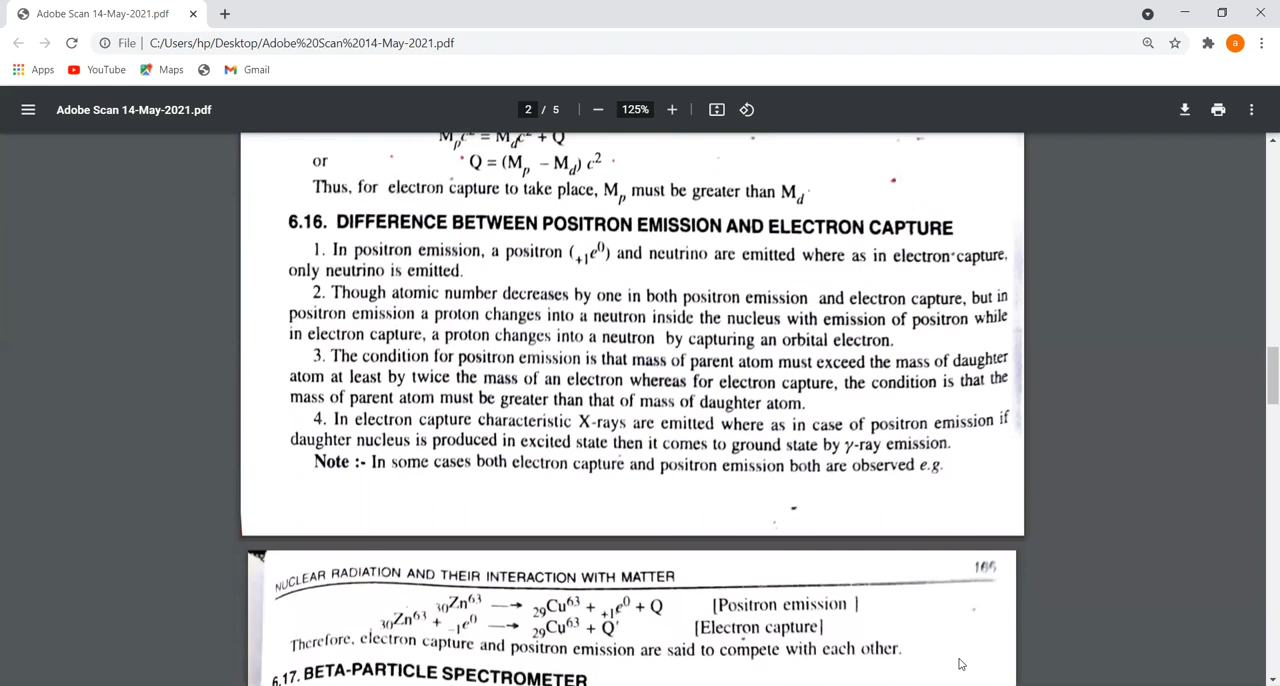 Adobe Scan 14-May-2021.pdf
File | C:/Users/hp/Desktop/Adobe%20Scan%2014-May-2021.pdf
a
Apps YouTube Maps Gmail
Adobe Scan 14-May-2021.pdf 2 / 5 125%
M_p c² = M_d c² + Q
or Q = (M_p − M_d) c²
Thus, for electron capture to take place, M_p must be greater than M_d
6.16. DIFFERENCE BETWEEN POSITRON EMISSION AND ELECTRON CAPTURE
1. In positron emission, a positron (₊₁e⁰) and neutrino are emitted where as in electron capture,
only neutrino is emitted.
2. Though atomic number decreases by one in both positron emission and electron capture, but in
positron emission a proton changes into a neutron inside the nucleus with emission of positron while
in electron capture, a proton changes into a neutron by capturing an orbital electron.
3. The condition for positron emission is that mass of parent atom must exceed the mass of daughter
atom at least by twice the mass of an electron whereas for electron capture, the condition is that the
mass of parent atom must be greater than that of mass of daughter atom.
4. In electron capture characteristic X-rays are emitted where as in case of positron emission if
daughter nucleus is produced in excited state then it comes to ground state by γ-ray emission.
Note :- In some cases both electron capture and positron emission both are observed e.g.
NUCLEAR RADIATION AND THEIR INTERACTION WITH MATTER
₃₀Zn⁶³ → ₂₉Cu⁶³ + ₊₁e⁰ + Q [Positron emission ]
₃₀Zn⁶³ + ₋₁e⁰ → ₂₉Cu⁶³ + Q' [Electron capture]
Therefore, electron capture and positron emission are said to compete with each other.
6.17. BETA-PARTICLE SPECTROMETER